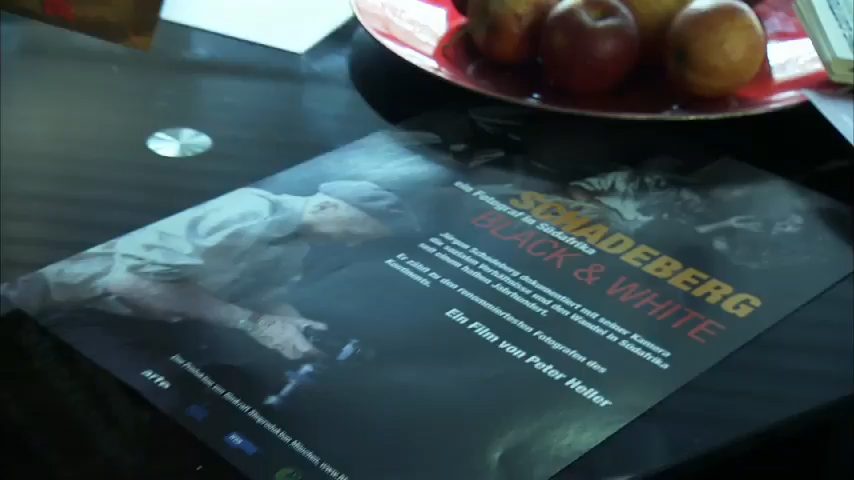 SCHADEBERG
ein Fotograf in Südafrika
BLACK & WHITE
Jürgen Schadeberg dokumentiert mit seiner Kamera
die sozialen Verhältnisse und den Wandel in Südafrika
seit einem halben Jahrhundert.
Er zählt zu den renommiertesten Fotografen des
Kontinents.
Ein Film von Peter Heller
arte